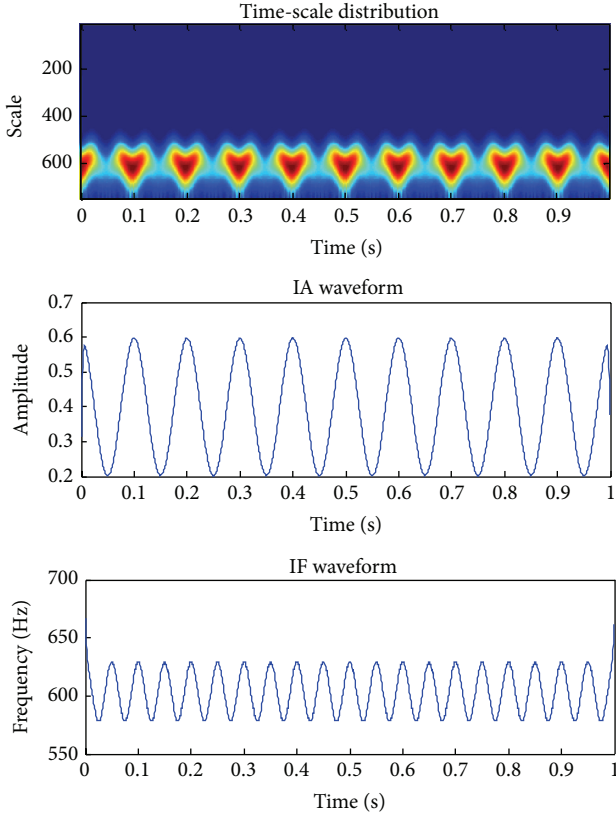 Time-scale distribution
Scale
200
400
600
0 0.1 0.2 0.3 0.4 0.5 0.6 0.7 0.8 0.9
Time (s)
IA waveform
Amplitude
0.7
0.6
0.5
0.4
0.3
0.2
0 0.1 0.2 0.3 0.4 0.5 0.6 0.7 0.8 0.9 1
Time (s)
IF waveform
Frequency (Hz)
700
650
600
550
0 0.1 0.2 0.3 0.4 0.5 0.6 0.7 0.8 0.9 1
Time (s)